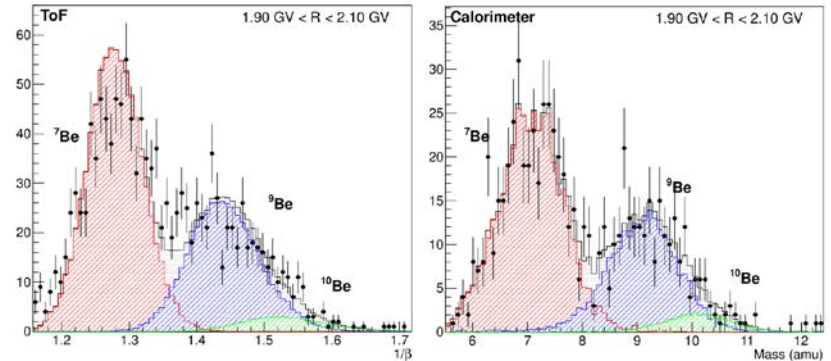 ToF
1.90 GV < R < 2.10 GV
60
50
40
30
20
10
0
⁷Be
⁹Be
¹⁰Be
1.2
1.3
1.4
1.5
1.6
1.7
1/β
Calorimeter
1.90 GV < R < 2.10 GV
35
30
25
20
15
10
5
0
⁷Be
⁹Be
¹⁰Be
6
7
8
9
10
11
12
Mass (amu)